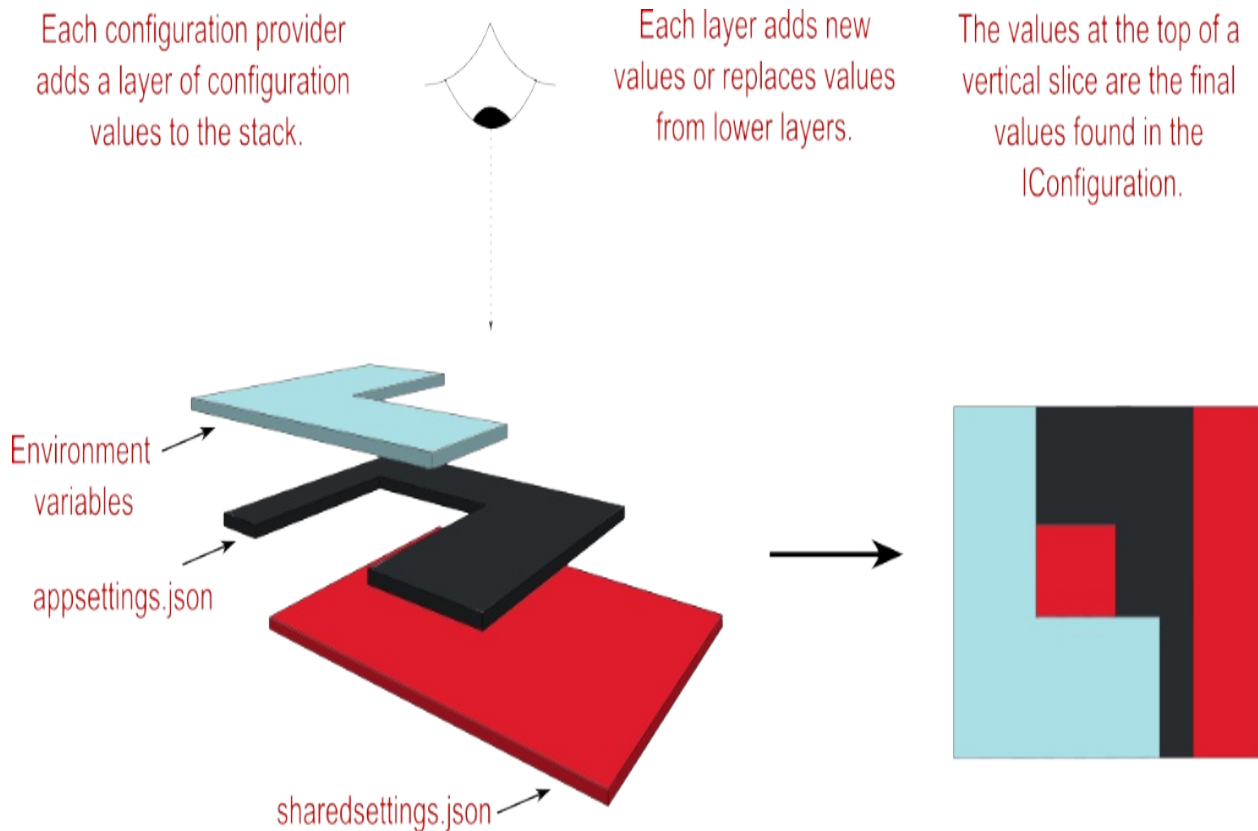 Each configuration provider
adds a layer of configuration
values to the stack.
Each layer adds new
values or replaces values
from lower layers.
The values at the top of a
vertical slice are the final
values found in the
IConfiguration.
Environment
variables
appsettings.json
sharedsettings.json